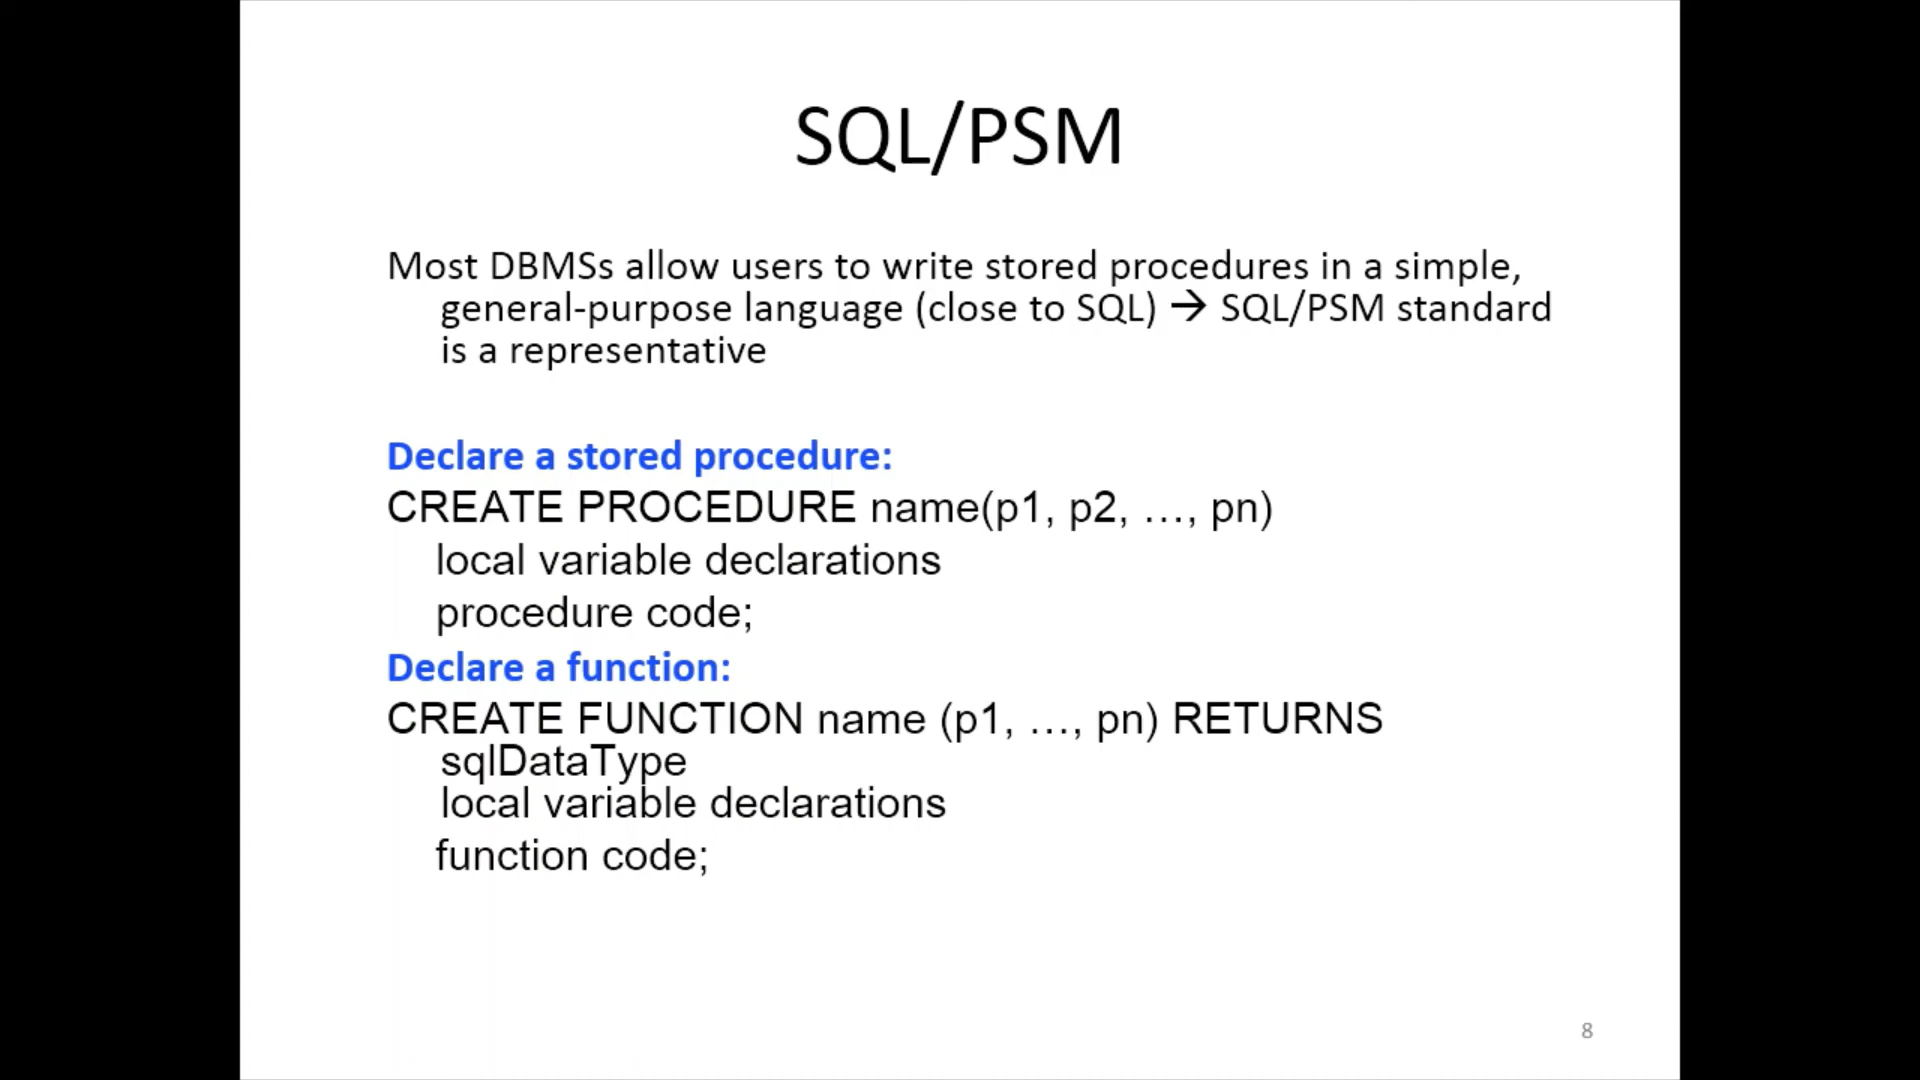 SQL/PSM
Most DBMSs allow users to write stored procedures in a simple,
general-purpose language (close to SQL) → SQL/PSM standard
is a representative
Declare a stored procedure:
CREATE PROCEDURE name(p1, p2, …, pn)
local variable declarations
procedure code;
Declare a function:
CREATE FUNCTION name (p1, …, pn) RETURNS
sqlDataType
local variable declarations
function code;
8